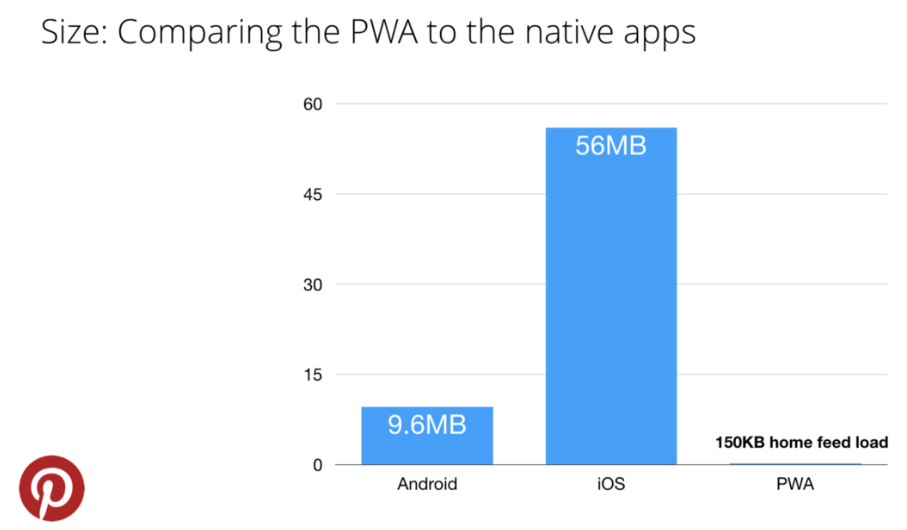 Size: Comparing the PWA to the native apps
60
56MB
45
30
15
9.6MB
150KB home feed load
0
Android iOS PWA